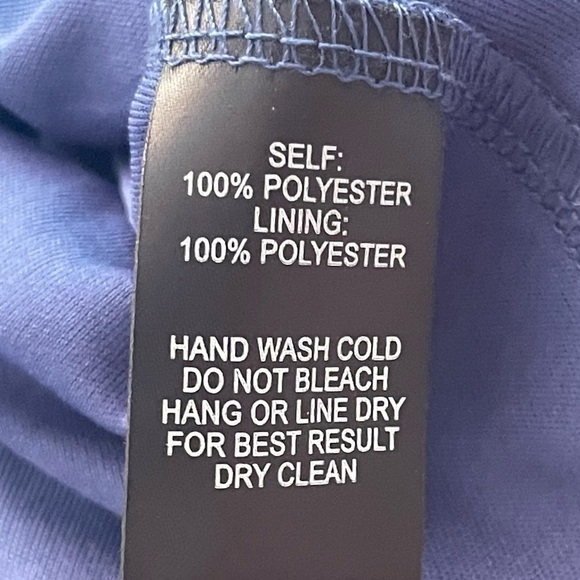 SELF:
100% POLYESTER
LINING:
100% POLYESTER
HAND WASH COLD
DO NOT BLEACH
HANG OR LINE DRY
FOR BEST RESULT
DRY CLEAN